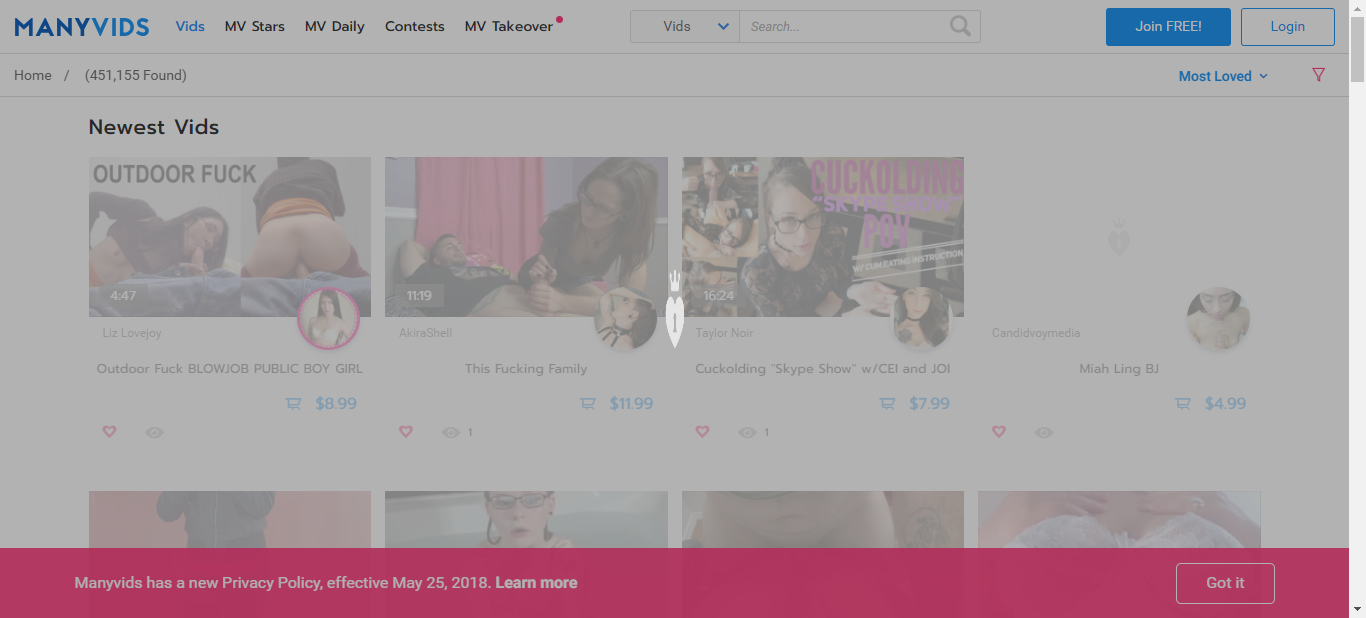 MANYVIDS Vids MV Stars MV Daily Contests MV Takeover Vids Search... Join FREE! Login
Home / (451,155 Found) Most Loved
Newest Vids
OUTDOOR FUCK
CUCKOLDING
"SKYPE SHOW"
POV
W/ CUM EATING INSTRUCTION
4:47 11:19 16:24
Liz Lovejoy AkiraShell Taylor Noir Candidvoymedia
Outdoor Fuck BLOWJOB PUBLIC BOY GIRL This Fucking Family Cuckolding "Skype Show" w/CEI and JOI Miah Ling BJ
$8.99 $11.99 $7.99 $4.99
1 1
Manyvids has a new Privacy Policy, effective May 25, 2018. Learn more Got it